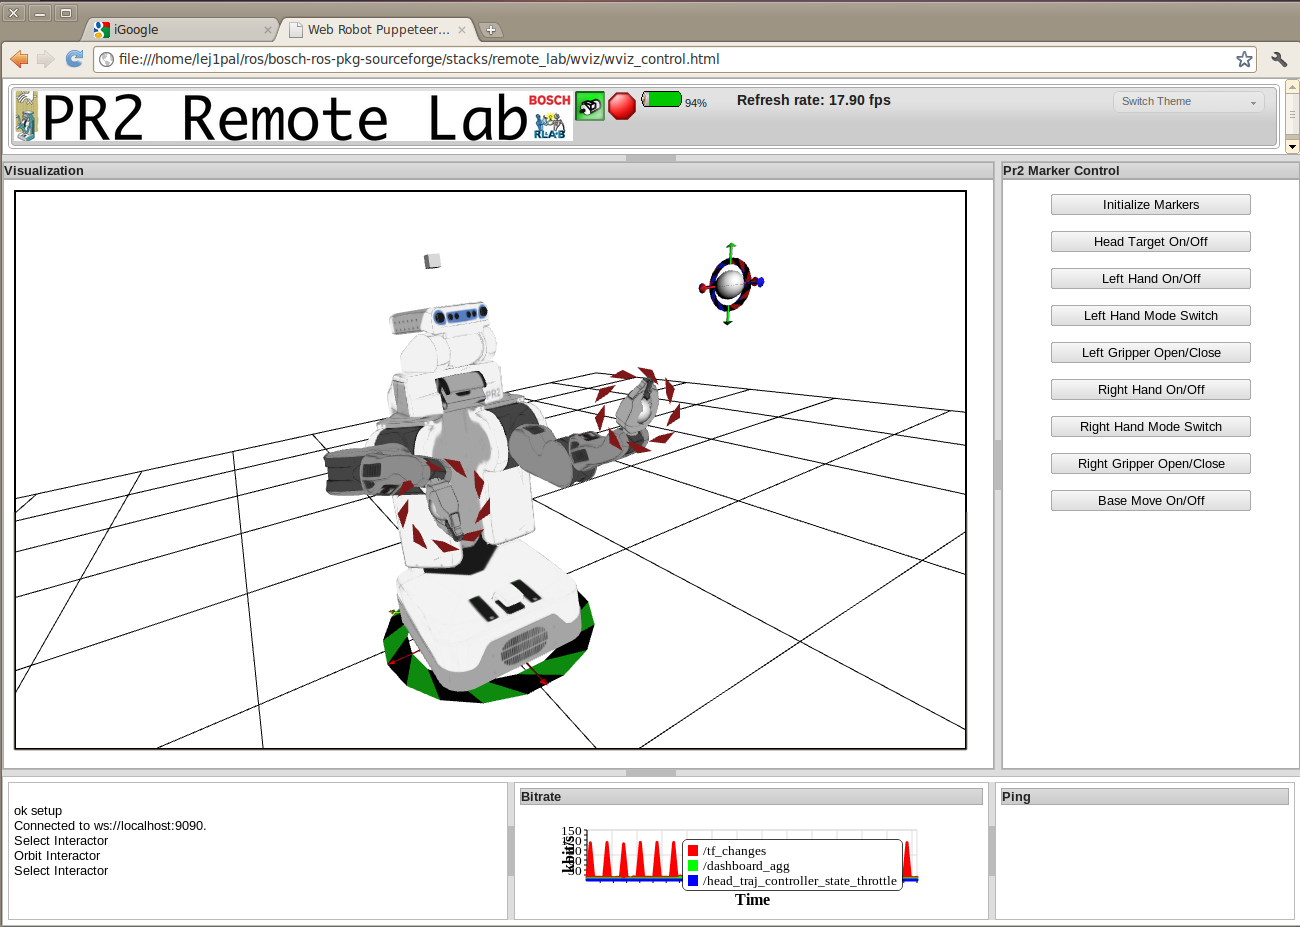 iGoogle
Web Robot Puppeteer...
file:///home/lej1pal/ros/bosch-ros-pkg-sourceforge/stacks/remote_lab/wviz/wviz_control.html
PR2 Remote Lab
BOSCH
RLAB
94%
Refresh rate: 17.90 fps
Switch Theme
Visualization
PR2
Pr2 Marker Control
Initialize Markers
Head Target On/Off
Left Hand On/Off
Left Hand Mode Switch
Left Gripper Open/Close
Right Hand On/Off
Right Hand Mode Switch
Right Gripper Open/Close
Base Move On/Off
ok setup
Connected to ws://localhost:9090.
Select Interactor
Orbit Interactor
Select Interactor
Bitrate
150
kbit/s
/tf_changes
/dashboard_agg
/head_traj_controller_state_throttle
Time
Ping